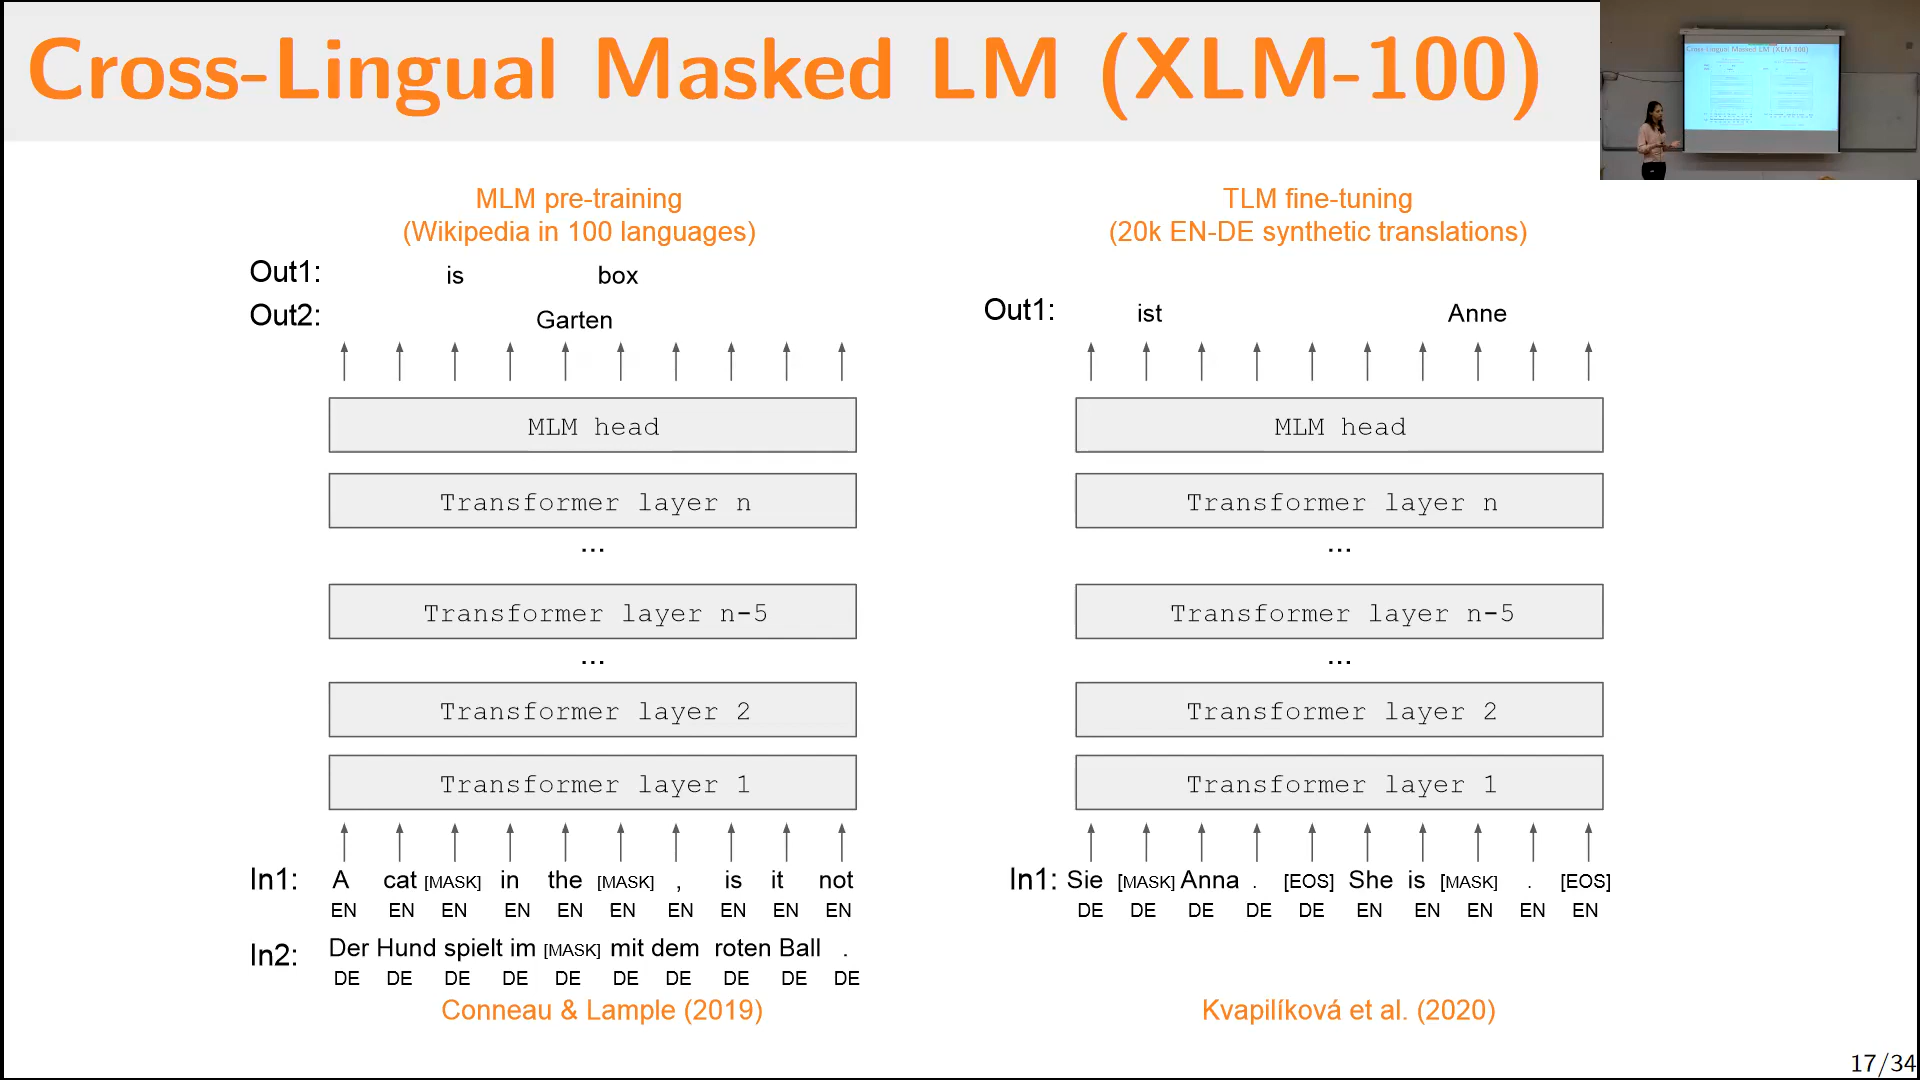 Cross-Lingual Masked LM (XLM-100)
MLM pre-training
(Wikipedia in 100 languages)
Out1: is box
Out2: Garten
MLM head
Transformer layer n
...
Transformer layer n-5
...
Transformer layer 2
Transformer layer 1
In1: A cat [MASK] in the [MASK] , is it not
EN EN EN EN EN EN EN EN EN EN
In2: Der Hund spielt im [MASK] mit dem roten Ball .
DE DE DE DE DE DE DE DE DE DE
Conneau & Lample (2019)
TLM fine-tuning
(20k EN-DE synthetic translations)
Out1: ist Anne
MLM head
Transformer layer n
...
Transformer layer n-5
...
Transformer layer 2
Transformer layer 1
In1: Sie [MASK] Anna . [EOS] She is [MASK] . [EOS]
DE DE DE DE DE EN EN EN EN EN
Kvapilíková et al. (2020)
17/34
Cross-Lingual Masked LM (XLM-100)